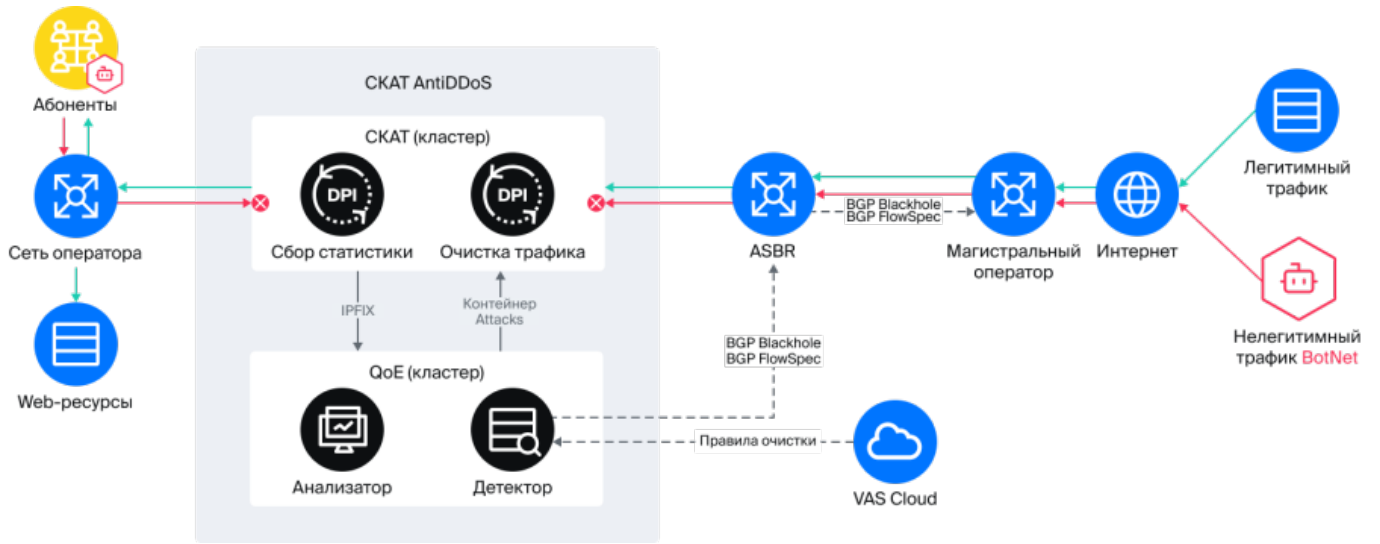 СКАТ AntiDDoS
СКАТ (кластер)
DPI
DPI
Сбор статистики
Очистка трафика
IPFIX
Контейнер
Attacks
QoE (кластер)
Анализатор
Детектор
Абоненты
Сеть оператора
Web-ресурсы
ASBR
BGP Blackhole
BGP FlowSpec
Магистральный
оператор
Интернет
Легитимный
трафик
Нелегитимный
трафик BotNet
BGP Blackhole
BGP FlowSpec
Правила очистки
VAS Cloud